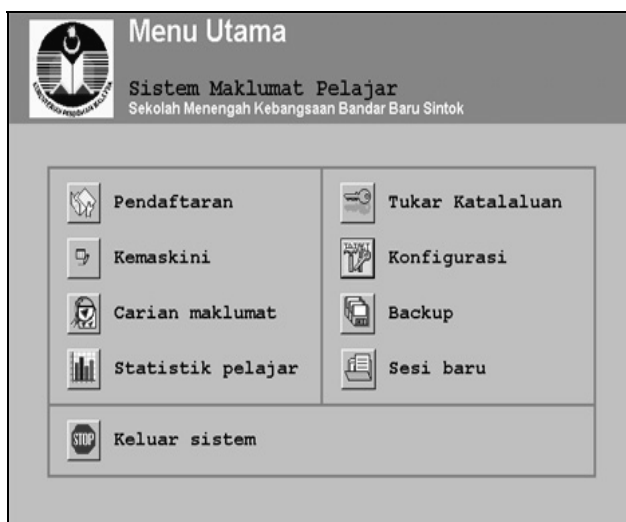 Menu Utama
Sistem Maklumat Pelajar
Sekolah Menengah Kebangsaan Bandar Baru Sintok
Pendaftaran
Kemaskini
Carian maklumat
Statistik pelajar
Tukar Katalaluan
Konfigurasi
Backup
Sesi baru
STOP
Keluar sistem